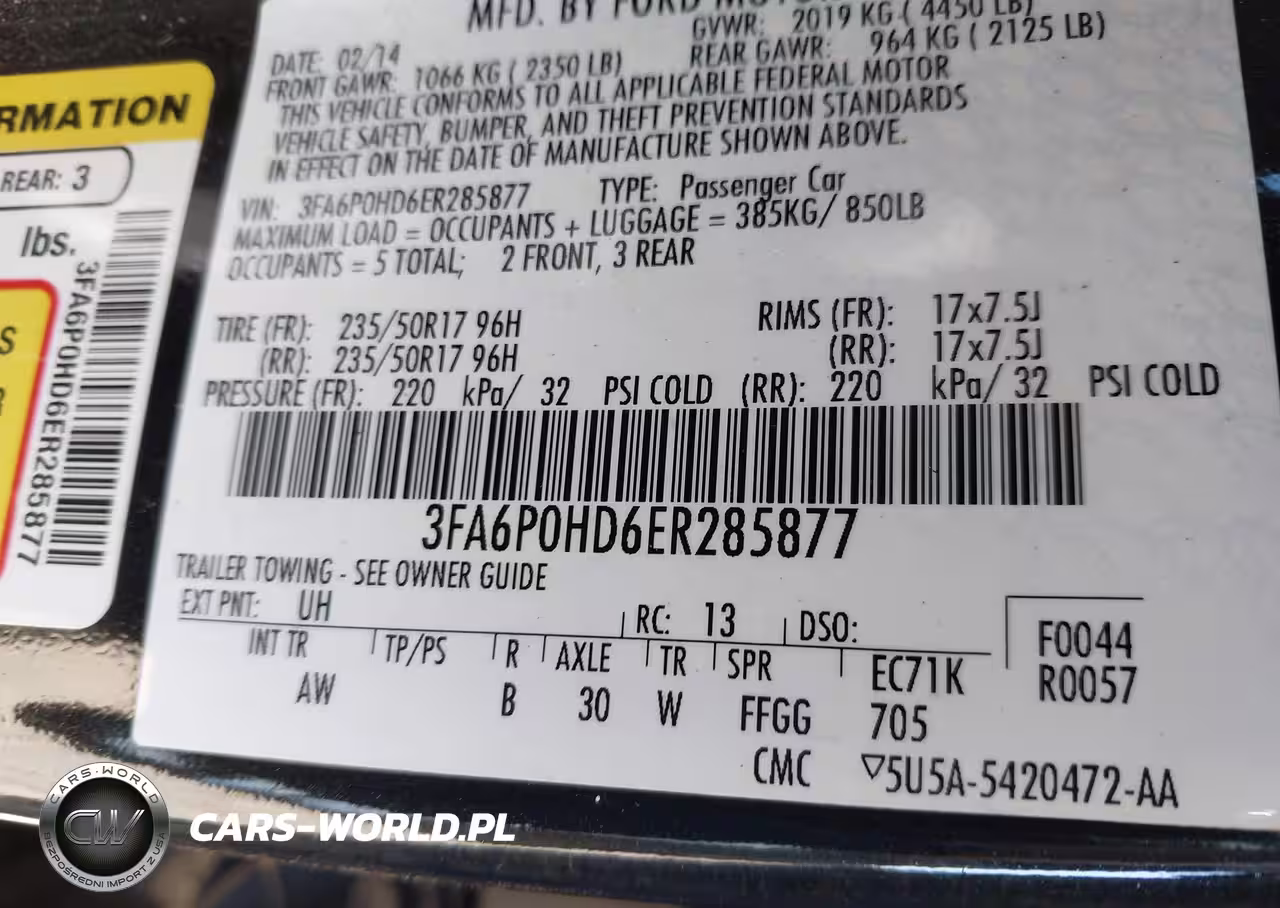 MFD. BY FORD MOTOR
GVWR: 2019 KG ( 4450 LB)
DATE: 02/14
FRONT GAWR: 1066 KG ( 2350 LB) REAR GAWR: 964 KG ( 2125 LB)
THIS VEHICLE CONFORMS TO ALL APPLICABLE FEDERAL MOTOR
VEHICLE SAFETY, BUMPER, AND THEFT PREVENTION STANDARDS
IN EFFECT ON THE DATE OF MANUFACTURE SHOWN ABOVE.
VIN: 3FA6P0HD6ER285877 TYPE: Passenger Car
MAXIMUM LOAD = OCCUPANTS + LUGGAGE = 385KG/ 850LB
OCCUPANTS = 5 TOTAL; 2 FRONT, 3 REAR
TIRE (FR): 235/50R17 96H RIMS (FR): 17x7.5J
(RR): 235/50R17 96H (RR): 17x7.5J
PRESSURE (FR): 220 kPa/ 32 PSI COLD (RR): 220 kPa/ 32 PSI COLD
3FA6P0HD6ER285877
TRAILER TOWING - SEE OWNER GUIDE
EXT PNT: UH RC: 13 DSO:
INT TR TP/PS R AXLE TR SPR EC71K
AW B 30 W FFGG 705
CMC ▽5U5A-5420472-AA
F0044
R0057
RMATION
REAR: 3
lbs.
3FA6P0HD6ER285877
S
R
CARS-WORLD
CW
BEZPOŚREDNI IMPORT Z USA
CARS-WORLD.PL